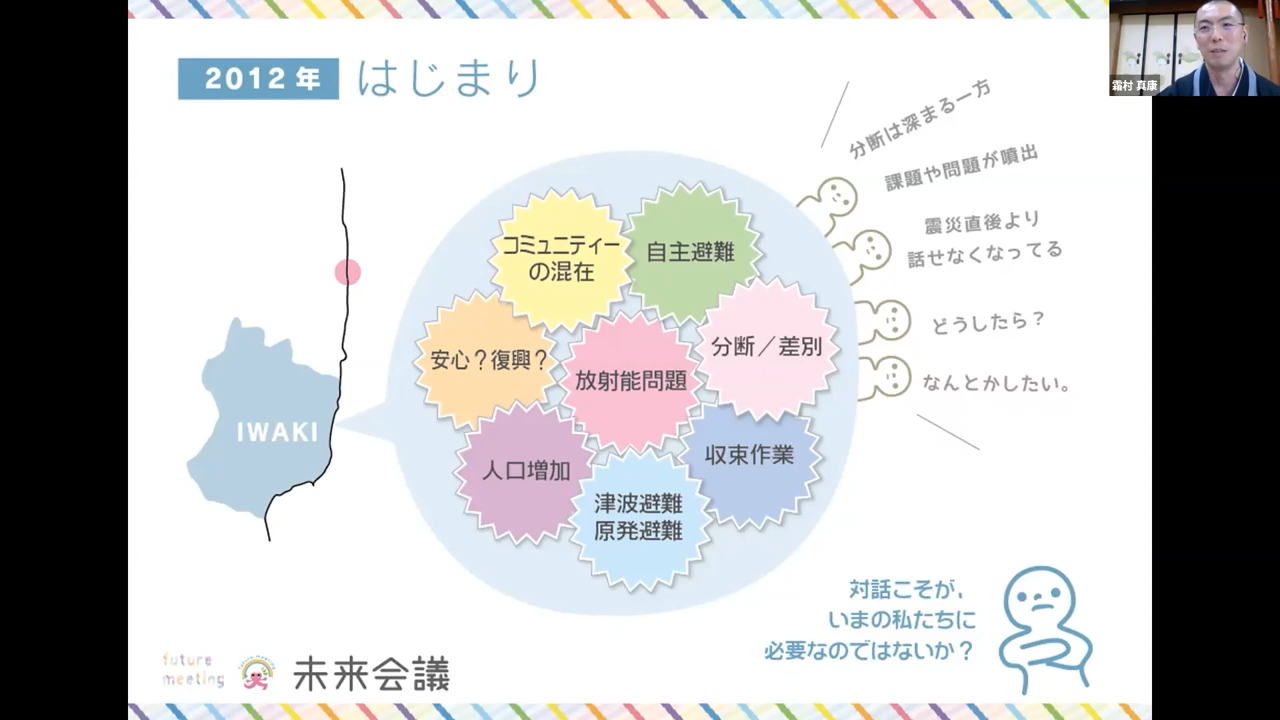 2012年 はじまり
霜村 真康
分断は深まる一方
課題や問題が噴出
震災直後より
話せなくなってる
どうしたら？
なんとかしたい。
コミュニティー
の混在
自主避難
安心？復興？
放射能問題
分断／差別
人口増加
収束作業
津波避難
原発避難
IWAKI
対話こそが、
いまの私たちに
必要なのではないか？
future
meeting
未来会議